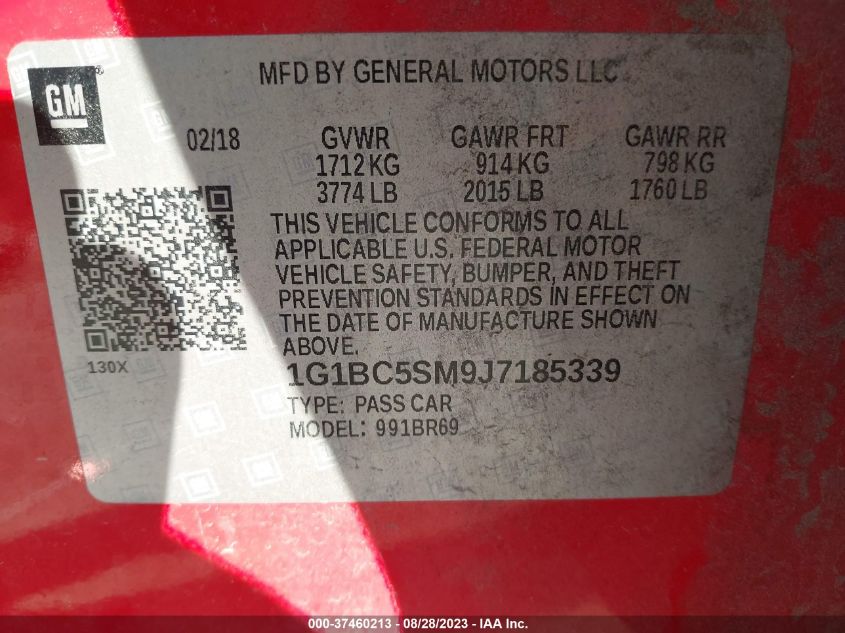 GM
MFD BY GENERAL MOTORS LLC
02/18 GVWR GAWR FRT GAWR RR
1712 KG 914 KG 798 KG
3774 LB 2015 LB 1760 LB
THIS VEHICLE CONFORMS TO ALL
APPLICABLE U.S. FEDERAL MOTOR
VEHICLE SAFETY, BUMPER, AND THEFT
PREVENTION STANDARDS IN EFFECT ON
THE DATE OF MANUFACTURE SHOWN
ABOVE.
130X
1G1BC5SM9J7185339
TYPE: PASS CAR
MODEL: 991BR69
000-37460213 - 08/28/2023 - IAA Inc.